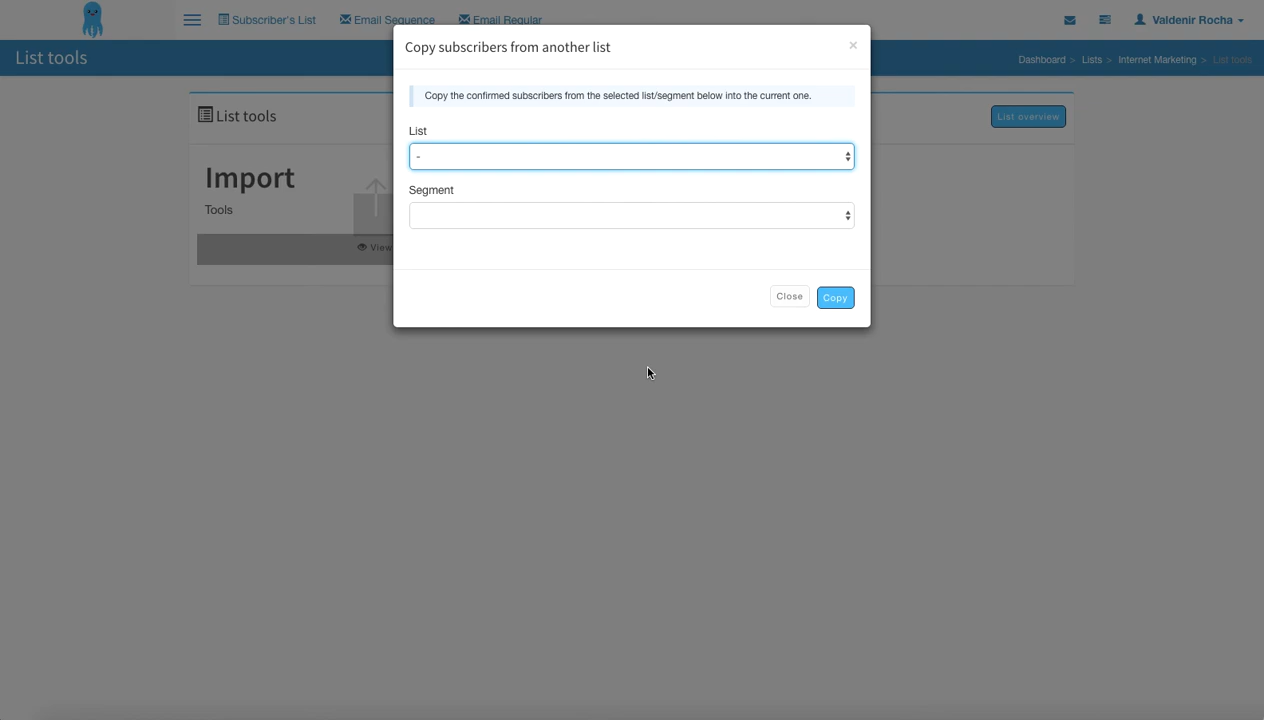 Subscriber's List Email Sequence Email Regular Valdenir Rocha
List tools
Dashboard > Lists > Internet Marketing > List tools
Copy subscribers from another list ×
Copy the confirmed subscribers from the selected list/segment below into the current one.
List
-
Segment
Close Copy
List tools
List overview
Import
Tools
View